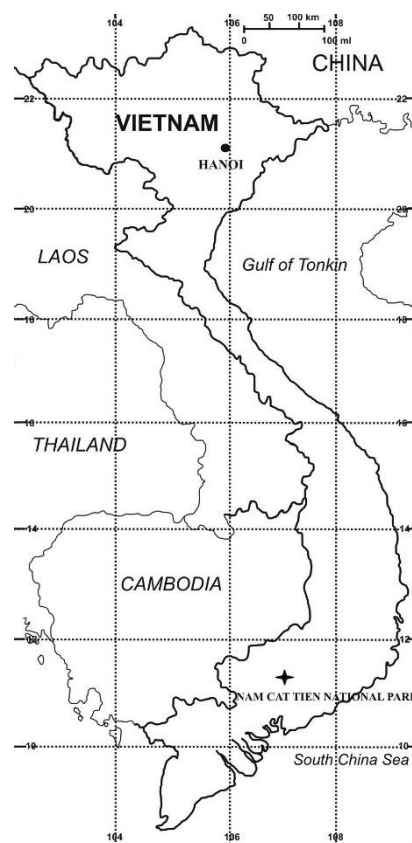 0 50 100 km
0 100 ml
104 106 108
CHINA
22 22
VIETNAM
HANOI
20 20
LAOS
Gulf of Tonkin
18 18
16 16
THAILAND
14 14
CAMBODIA
12 12
NAM CAT TIEN NATIONAL PARK
10 10
South China Sea
104 106 108